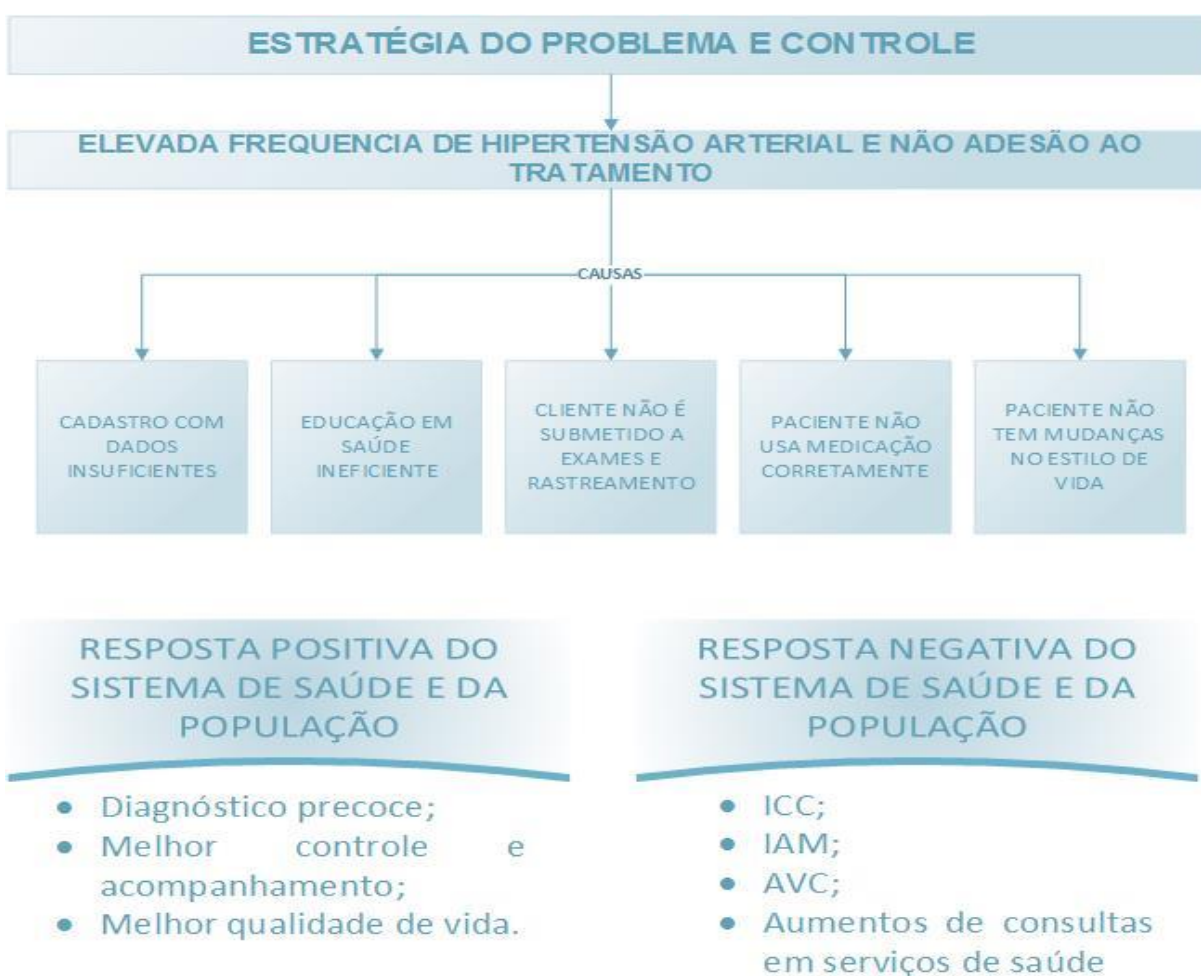 ESTRATÉGIA DO PROBLEMA E CONTROLE
ELEVADA FREQUENCIA DE HIPERTENSÃO ARTERIAL E NÃO ADESÃO AO
TRATAMENTO
CAUSAS
CADASTRO COM
DADOS
INSUFICIENTES
EDUCAÇÃO EM
SAÚDE
INEFICIENTE
CLIENTE NÃO É
SUBMETIDO A
EXAMES E
RASTREAMENTO
PACIENTE NÃO
USA MEDICAÇÃO
CORRETAMENTE
PACIENTE NÃO
TEM MUDANÇAS
NO ESTILO DE
VIDA
RESPOSTA POSITIVA DO
SISTEMA DE SAÚDE E DA
POPULAÇÃO
• Diagnóstico precoce;
• Melhor controle e
acompanhamento;
• Melhor qualidade de vida.
RESPOSTA NEGATIVA DO
SISTEMA DE SAÚDE E DA
POPULAÇÃO
• ICC;
• IAM;
• AVC;
• Aumentos de consultas
em serviços de saúde